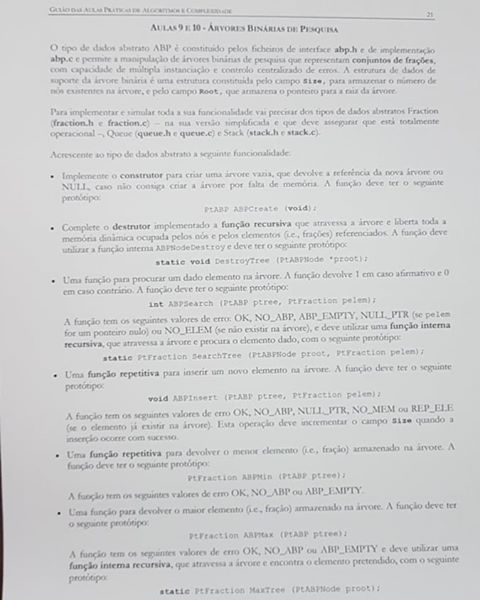 GUIÃO DAS AULAS PRÁTICAS DE ALGORITMOS E COMPLEXIDADE
21
AULAS 9 E 10 - ÁRVORES BINÁRIAS DE PESQUISA
O tipo de dados abstrato ABP é constituído pelos ficheiros de interface abp.h e de implementação
abp.c e permite a manipulação de árvores binárias de pesquisa que representam conjuntos de frações,
com capacidade de múltipla instanciação e controlo centralizado de erros. A estrutura de dados de
suporte da árvore binária é uma estrutura constituída pelo campo Size, para armazenar o número de
nós existentes na árvore, e pelo campo Root, que armazena o ponteiro para a raiz da árvore.
Para implementar e simular toda a sua funcionalidade vai precisar dos tipos de dados abstratos Fraction
(fraction.h e fraction.c) – na sua versão simplificada e que deve assegurar que está totalmente
operacional –, Queue (queue.h e queue.c) e Stack (stack.h e stack.c).
Acrescente ao tipo de dados abstrato a seguinte funcionalidade:
• Implemente o construtor para criar uma árvore vazia, que devolve a referência da nova árvore ou
NULL, caso não consiga criar a árvore por falta de memória. A função deve ter o seguinte
protótipo:
PtABP ABPCreate (void);
• Complete o destrutor implementado a função recursiva que atravessa a árvore e liberta toda a
memória dinâmica ocupada pelos nós e pelos elementos (i.e., frações) referenciados. A função deve
utilizar a função interna ABPNodeDestroy e deve ter o seguinte protótipo:
static void DestroyTree (PtABPNode *proot);
• Uma função para procurar um dado elemento na árvore. A função devolve 1 em caso afirmativo e 0
em caso contrário. A função deve ter o seguinte protótipo:
int ABPSearch (PtABP ptree, PtFraction pelem);
A função tem os seguintes valores de erro: OK, NO_ABP, ABP_EMPTY, NULL_PTR (se pelem
for um ponteiro nulo) ou NO_ELEM (se não existir na árvore), e deve utilizar uma função interna
recursiva, que atravessa a árvore e procura o elemento dado, com o seguinte protótipo:
static PtFraction SearchTree (PtABPNode proot, PtFraction pelem);
• Uma função repetitiva para inserir um novo elemento na árvore. A função deve ter o seguinte
protótipo:
void ABPInsert (PtABP ptree, PtFraction pelem);
A função tem os seguintes valores de erro OK, NO_ABP, NULL_PTR, NO_MEM ou REP_ELE
(se o elemento já existir na árvore). Esta operação deve incrementar o campo Size quando a
inserção ocorre com sucesso.
• Uma função repetitiva para devolver o menor elemento (i.e., fração) armazenado na árvore. A
função deve ter o seguinte protótipo:
PtFraction ABPMin (PtABP ptree);
A função tem os seguintes valores de erro OK, NO_ABP ou ABP_EMPTY.
• Uma função para devolver o maior elemento (i.e., fração) armazenado na árvore. A função deve ter
o seguinte protótipo:
PtFraction ABPMax (PtABP ptree);
A função tem os seguintes valores de erro OK, NO_ABP ou ABP_EMPTY e deve utilizar uma
função interna recursiva, que atravessa a árvore e encontra o elemento pretendido, com o seguinte
protótipo:
static PtFraction MaxTree (PtABPNode proot);